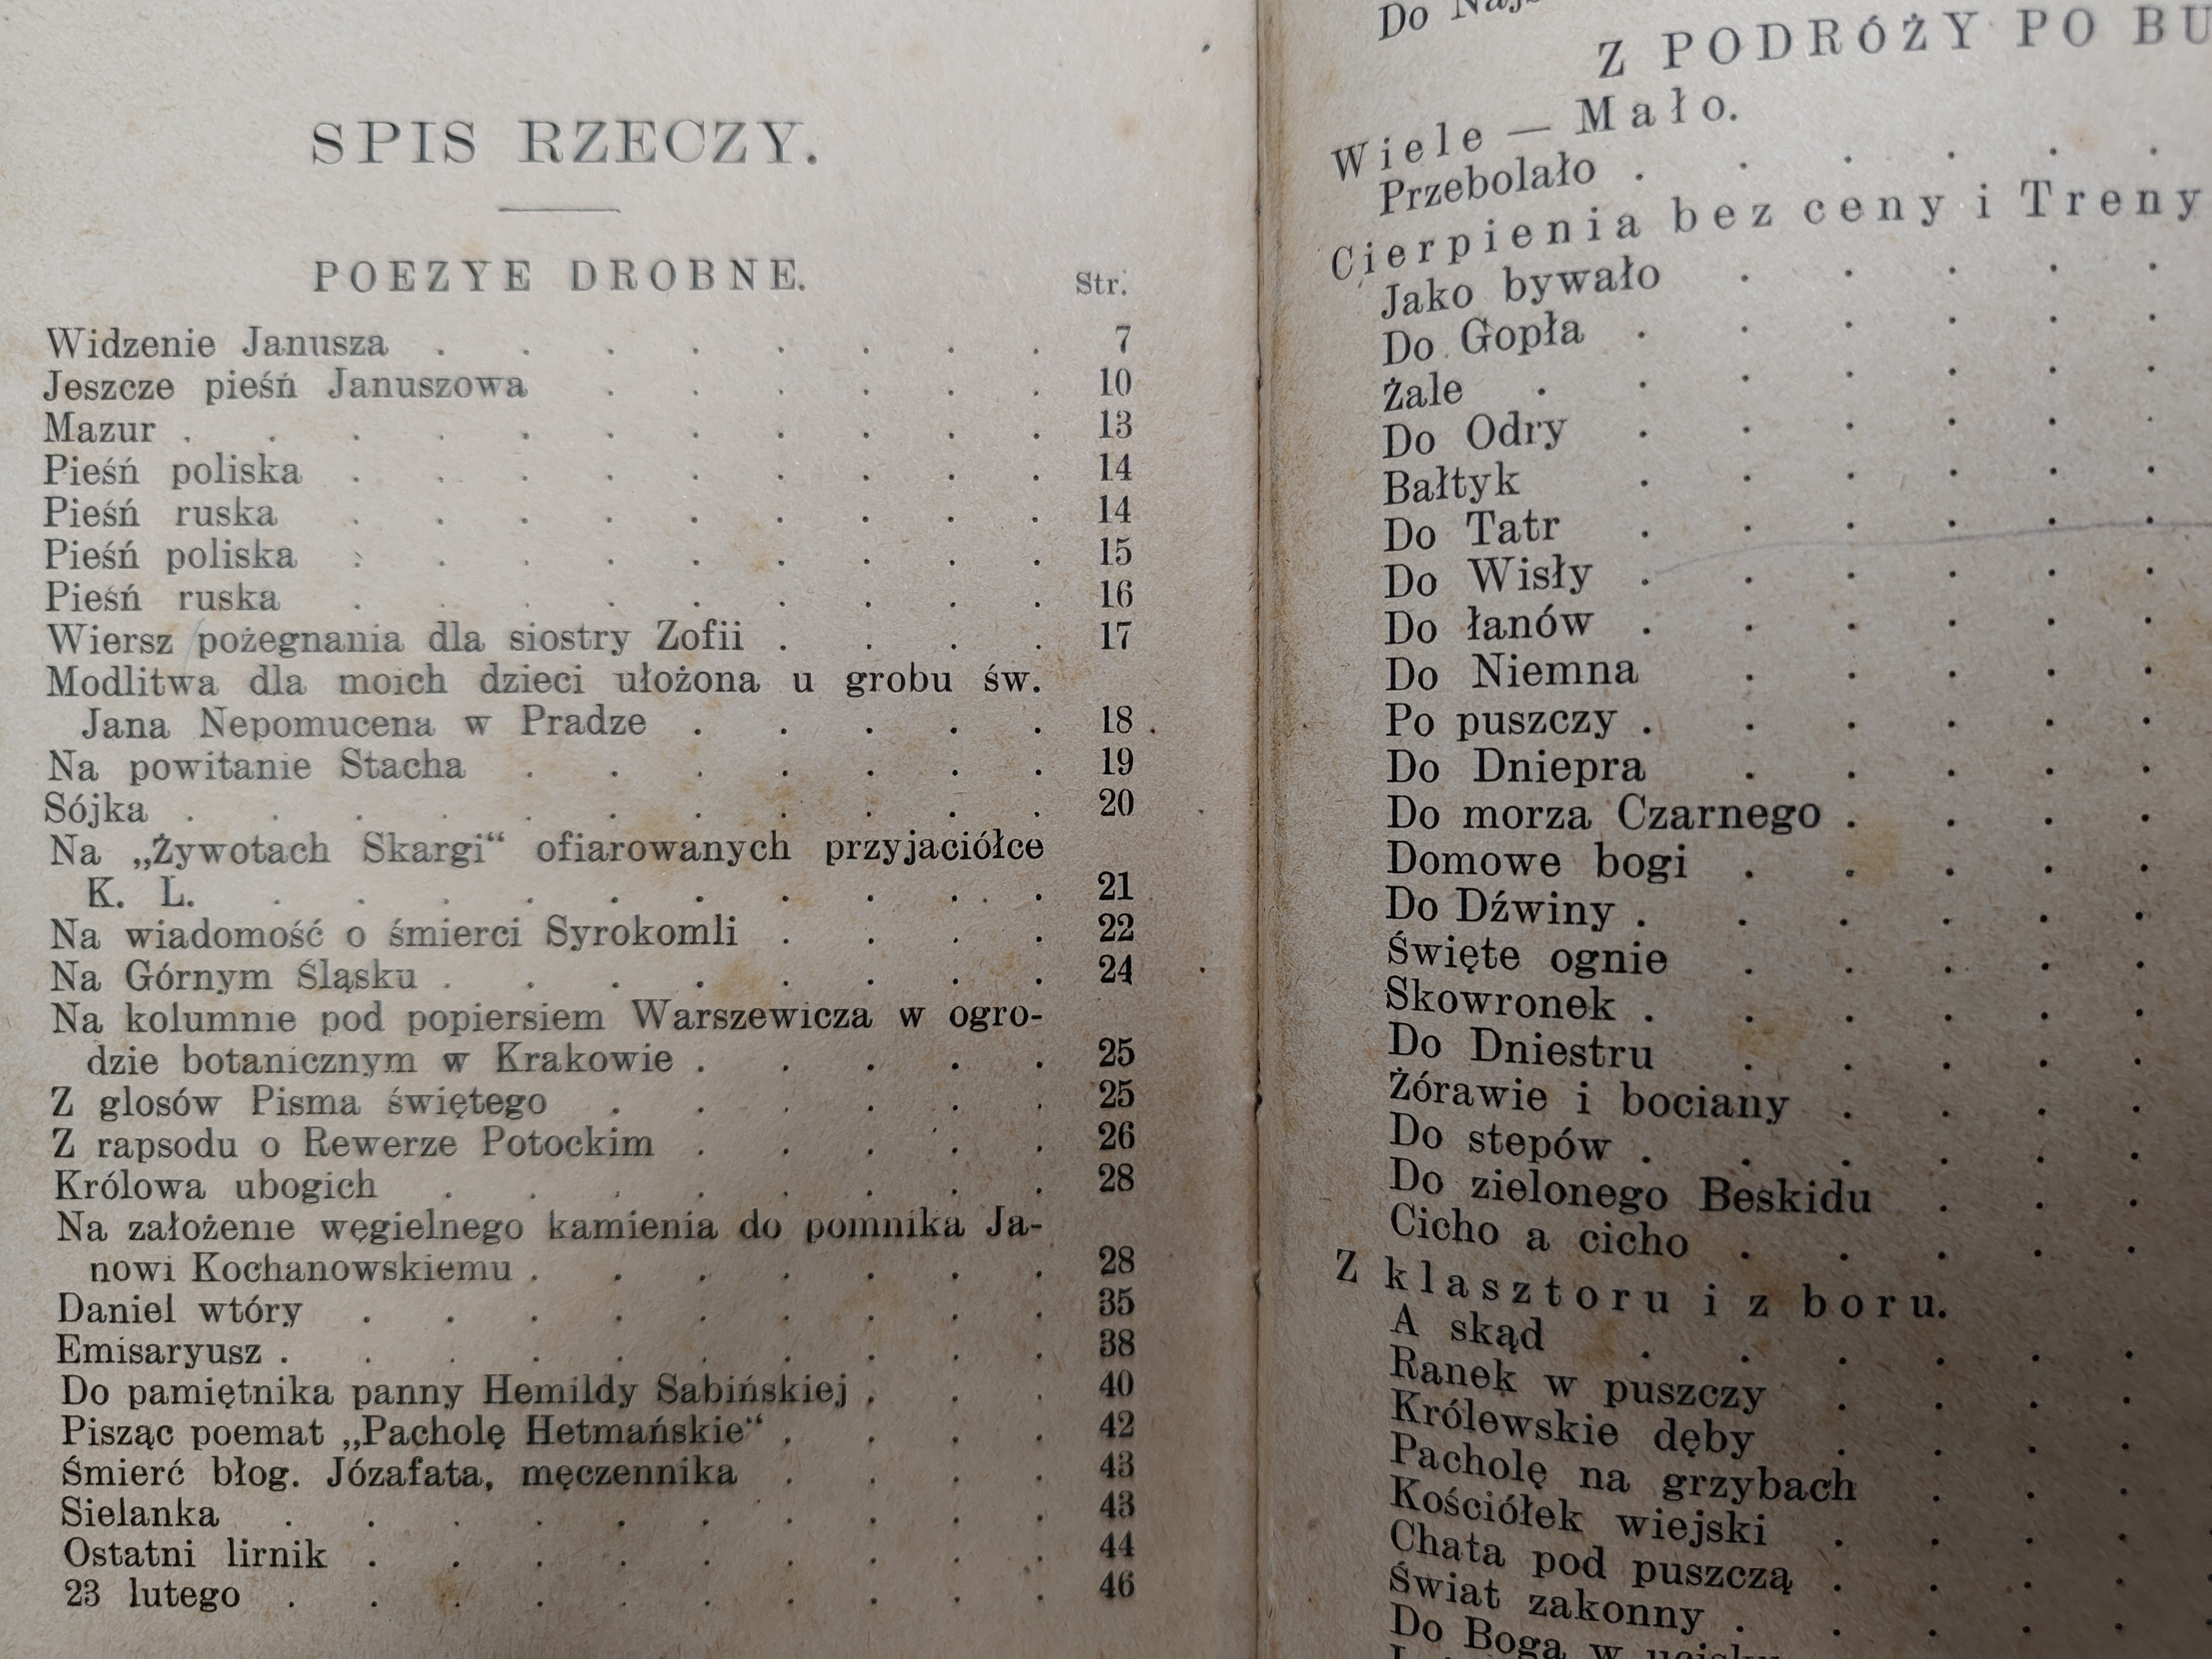 SPIS RZECZY.
POEZYE DROBNE.
Str.
Widzenie Janusza . . . . . . . . 7
Jeszcze pieśń Januszowa . . . . . . 10
Mazur . . . . . . . . . . . 13
Pieśń poliska . . . . . . . . . 14
Pieśń ruska . . . . . . . . . 14
Pieśń poliska . . . . . . . . . 15
Pieśń ruska . . . . . . . . . 16
Wiersz pożegnania dla siostry Zofii . . . . 17
Modlitwa dla moich dzieci ułożona u grobu św.
Jana Nepomucena w Pradze . . . . . 18
Na powitanie Stacha . . . . . . . 19
Sójka . . . . . . . . . . . 20
Na „Żywotach Skargi“ ofiarowanych przyjaciółce
K. L. . . . . . . . . . . 21
Na wiadomość o śmierci Syrokomli . . . . 22
Na Górnym Śląsku . . . . . . . . 24
Na kolumnie pod popiersiem Warszewicza w ogro-
dzie botanicznym w Krakowie . . . . . 25
Z glosów Pisma świętego . . . . . . 25
Z rapsodu o Rewerze Potockim . . . . . 26
Królowa ubogich . . . . . . . . 28
Na założenie węgielnego kamienia do pomnika Ja-
nowi Kochanowskiemu . . . . . . . 28
Daniel wtóry . . . . . . . . . 35
Emisaryusz . . . . . . . . . . 38
Do pamiętnika panny Hemildy Sabińskiej . . . 40
Pisząc poemat „Pacholę Hetmańskie“ . . . . 42
Śmierć błog. Józafata, męczennika . . . . 43
Sielanka . . . . . . . . . . 43
Ostatni lirnik . . . . . . . . . 44
23 lutego . . . . . . . . . . 46
Do
Z PODRÓŻY PO
Wiele — Mało.
Przebolało . . . . . .
Cierpienia bez ceny i Treny
Jako bywało . . . . .
Do Gopła . . . . . .
Żale . . . . . . .
Do Odry . . . . . .
Bałtyk . . . . . .
Do Tatr . . . . . .
Do Wisły . . . . . .
Do łanów . . . . . .
Do Niemna . . . . .
Po puszczy . . . . . .
Do Dniepra . . . . .
Do morza Czarnego . . . .
Domowe bogi . . . . .
Do Dźwiny . . . . . .
Święte ognie . . . . .
Skowronek . . . . . .
Do Dniestru . . . . .
Żórawie i bociany . . . .
Do stepów . . . . . .
Do zielonego Beskidu . . .
Cicho a cicho . . . . .
Z klasztoru i z boru.
A skąd . . . . . .
Ranek w puszczy . . . .
Królewskie dęby . . . .
Pacholę na grzybach . . .
Kościółek wiejski . . . .
Chata pod puszczą . . . .
Świat zakonny . . . . .
Do Boga w ucisku